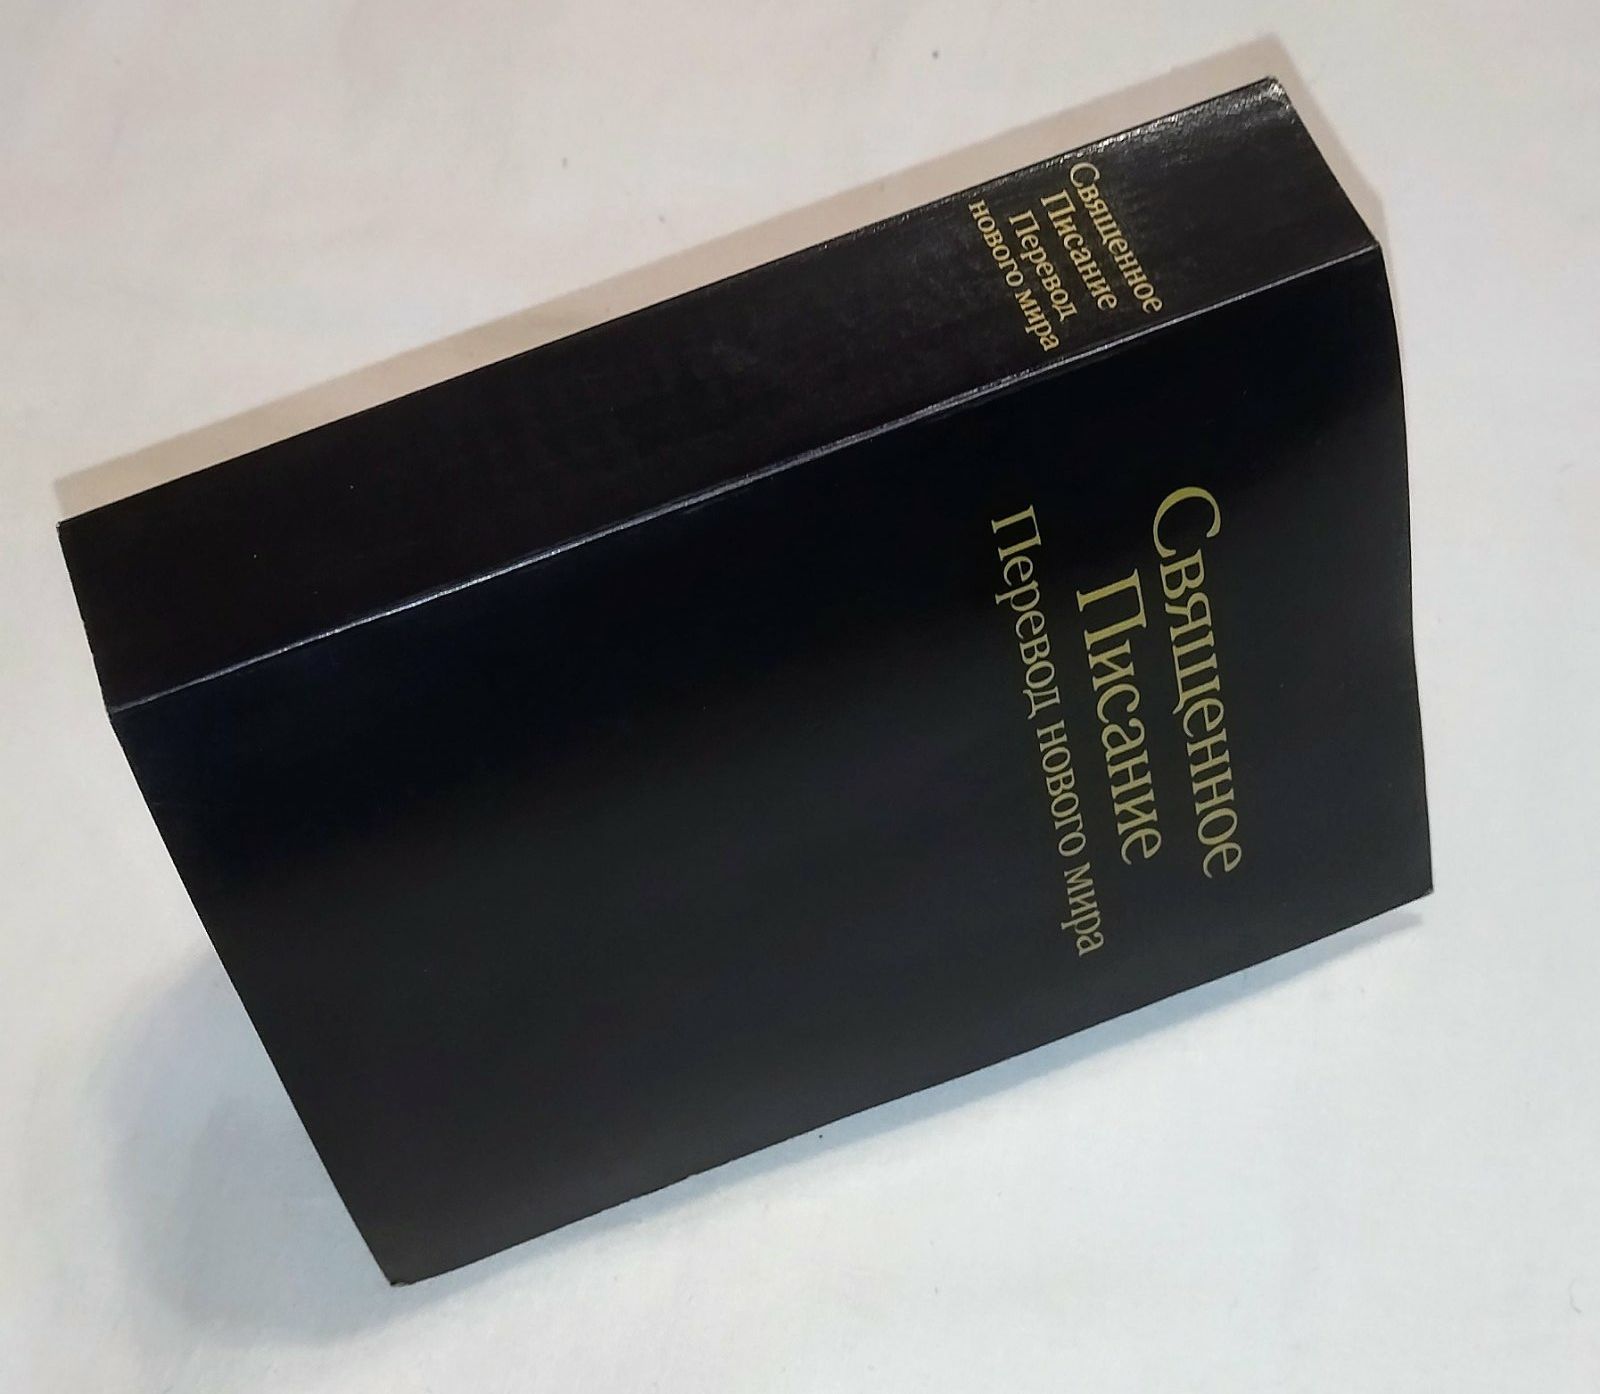 Священное
Писание
Перевод
нового мира
Священное
Писание
Перевод нового мира